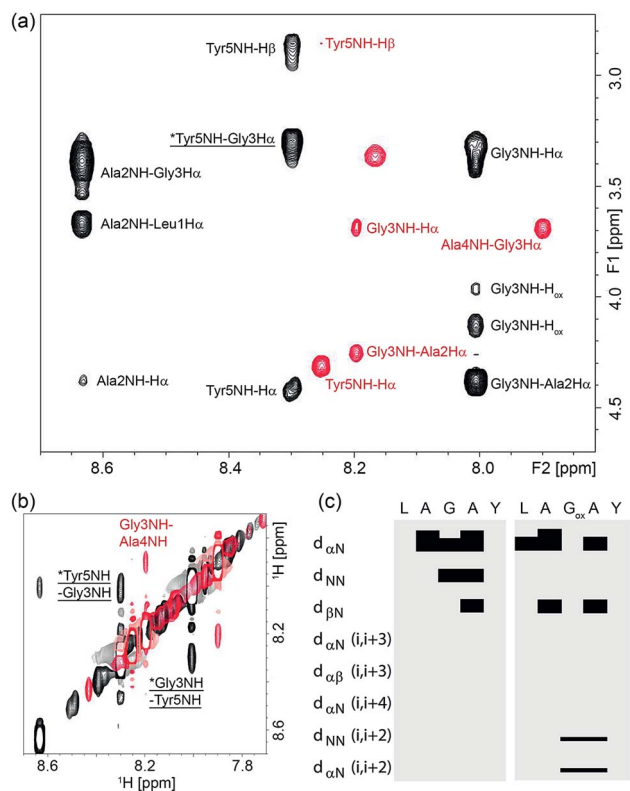 (a)
Tyr5NH-Hβ
Tyr5NH-Hβ
*Tyr5NH-Gly3Hα
Gly3NH-Hα
Ala2NH-Gly3Hα
Ala2NH-Leu1Hα
Gly3NH-Hα
Ala4NH-Gly3Hα
Gly3NH-Hox
Gly3NH-Hox
Gly3NH-Ala2Hα
Ala2NH-Hα
Tyr5NH-Hα
Tyr5NH-Hα
Gly3NH-Ala2Hα
3.0
3.5
4.0
4.5
F1 [ppm]
8.6
8.4
8.2
8.0
F2 [ppm]
(b)
Gly3NH-
Ala4NH
*Tyr5NH
-Gly3NH
*Gly3NH
-Tyr5NH
8.2
8.6
¹H [ppm]
8.6
8.2
7.8
¹H [ppm]
(c)
L A G A Y
L A Gox A Y
dαN
dNN
dβN
dαN (i,i+3)
dαβ (i,i+3)
dαN (i,i+4)
dNN (i,i+2)
dαN (i,i+2)